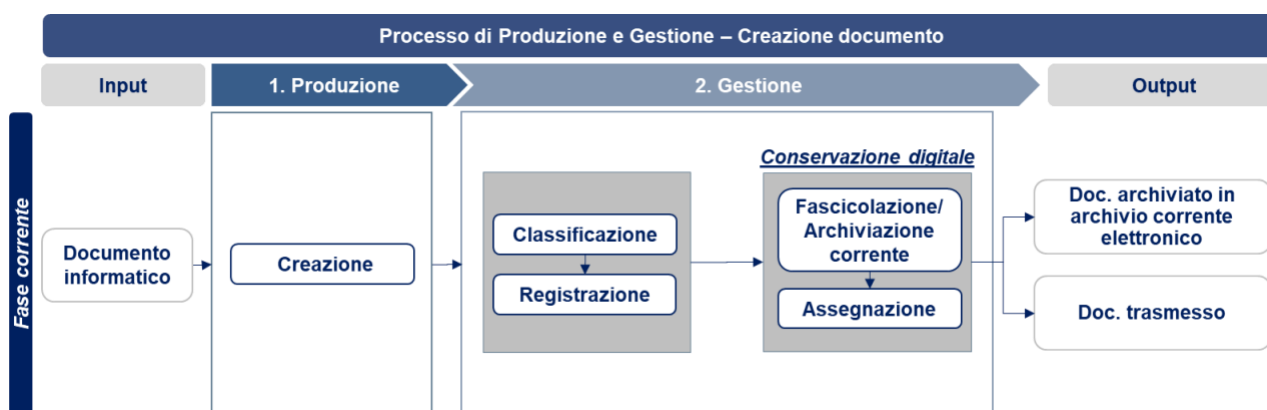 Processo di Produzione e Gestione – Creazione documento
Input
1. Produzione
2. Gestione
Output
Fase corrente
Documento
informatico
Creazione
Classificazione
Registrazione
Conservazione digitale
Fascicolazione/
Archiviazione
corrente
Assegnazione
Doc. archiviato in
archivio corrente
elettronico
Doc. trasmesso